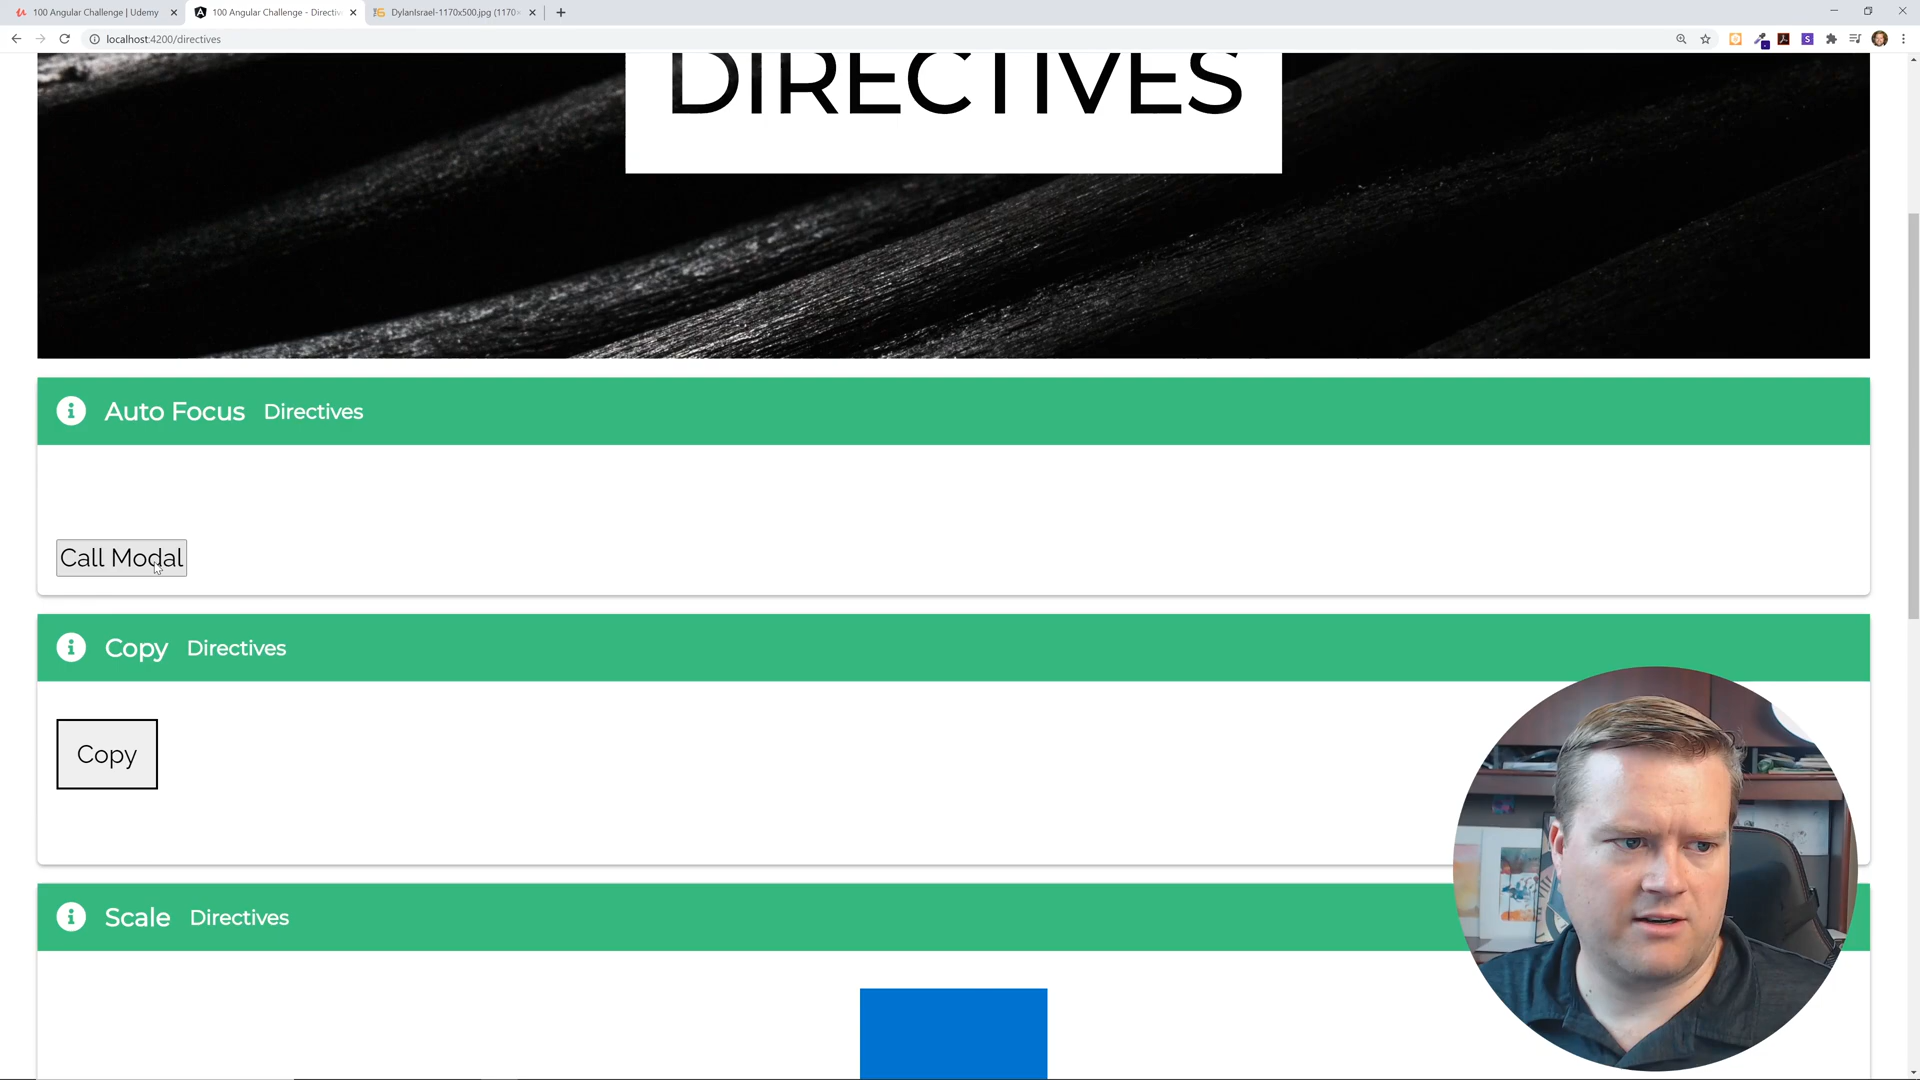 100 Angular Challenge | Udemy
100 Angular Challenge - Directiv
DylanIsrael-1170x500.jpg (1170×
localhost:4200/directives
DIRECTIVES
Auto Focus Directives
Call Modal
Copy Directives
Copy
Scale Directives